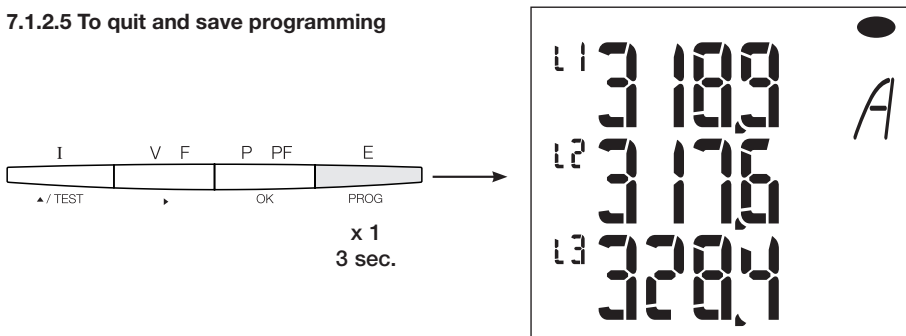 7.1.2.5 To quit and save programming
I V F P PF E
▲ / TEST ▶ OK PROG
x 1
3 sec.
L1 318,9 A
L2 317,6
L3 328,4